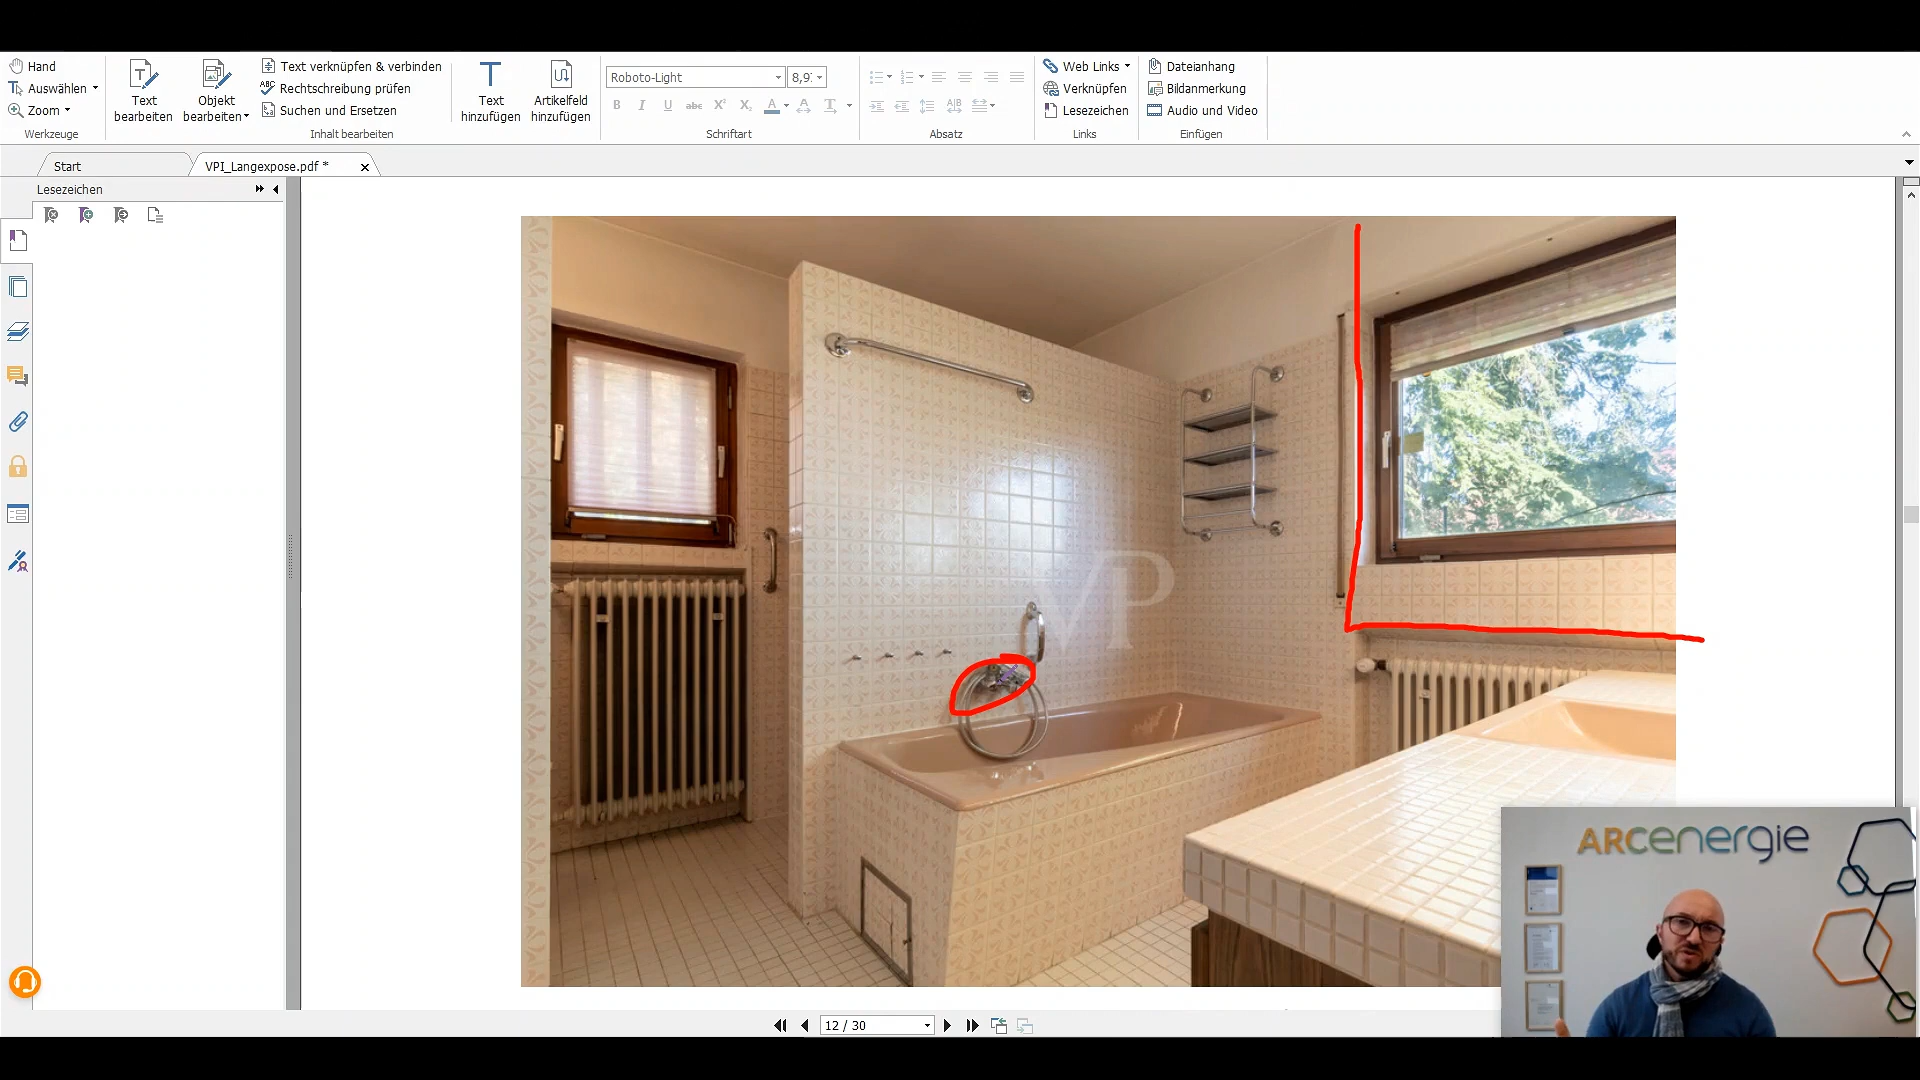 Hand
Auswählen
Zoom
Werkzeuge
Text bearbeiten
Objekt bearbeiten
Text verknüpfen & verbinden
Rechtschreibung prüfen
Suchen und Ersetzen
Inhalt bearbeiten
Text hinzufügen
Artikelfeld hinzufügen
Roboto-Light
8,9
Schriftart
Absatz
Web Links
Verknüpfen
Lesezeichen
Links
Dateianhang
Bildanmerkung
Audio und Video
Einfügen
Start
VPI_Langexpose.pdf *
Lesezeichen
VP
ARCenergie
12 / 30